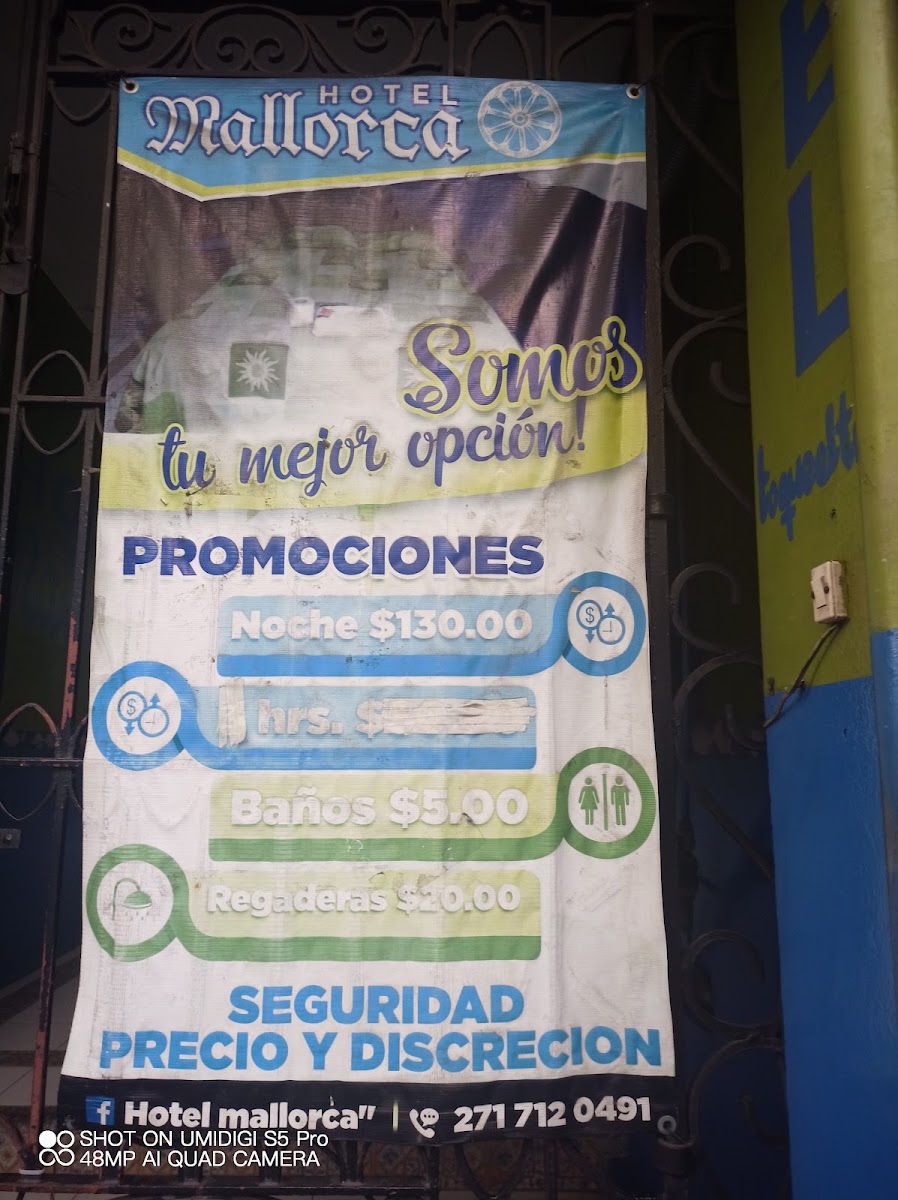 HOTEL
Mallorca
Somos
tu mejor opción!
PROMOCIONES
Noche $130.00
hrs. $
Baños $5.00
Regaderas $20.00
SEGURIDAD
PRECIO Y DISCRECION
f Hotel mallorca" 271 712 0491
EL
SHOT ON UMIDIGI S5 Pro
48MP AI QUAD CAMERA